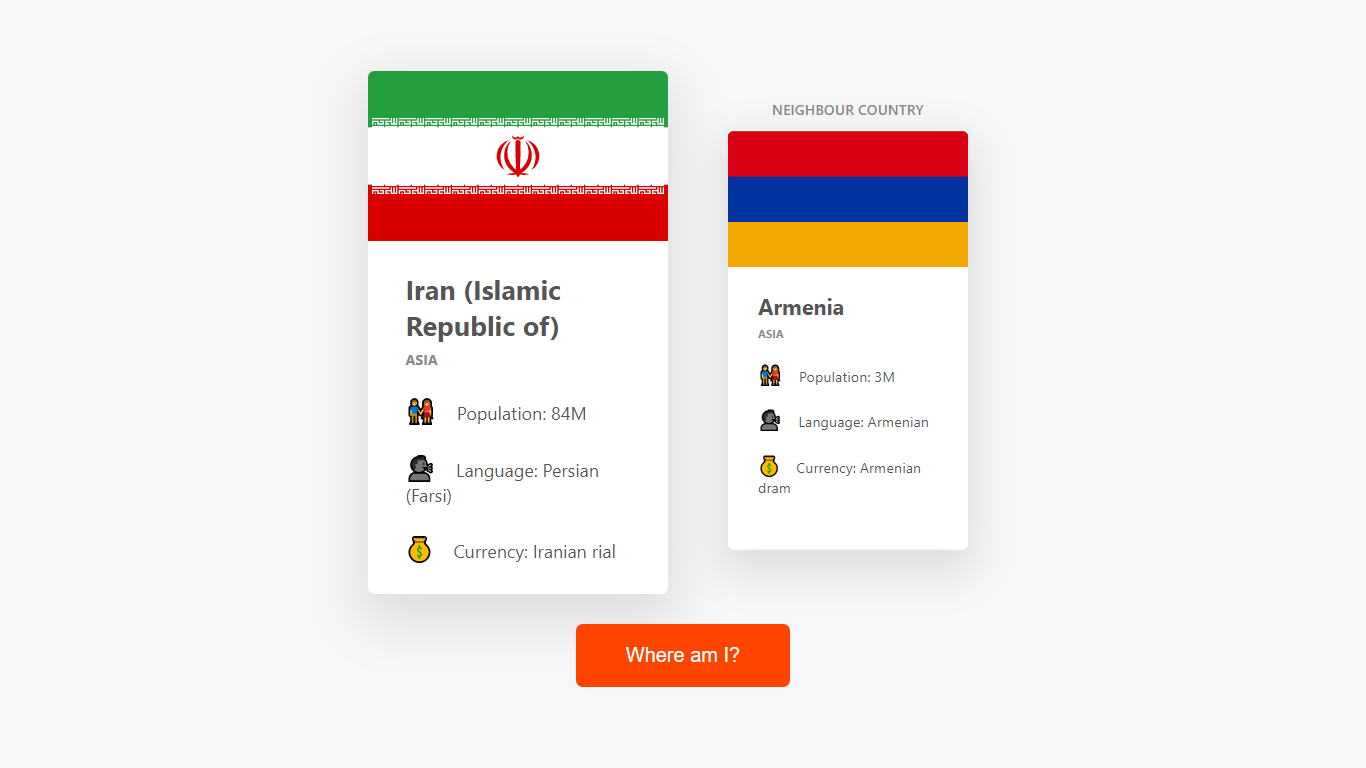 Iran (Islamic
Republic of)
ASIA
Population: 84M
Language: Persian
(Farsi)
Currency: Iranian rial
NEIGHBOUR COUNTRY
Armenia
ASIA
Population: 3M
Language: Armenian
Currency: Armenian
dram
Where am I?